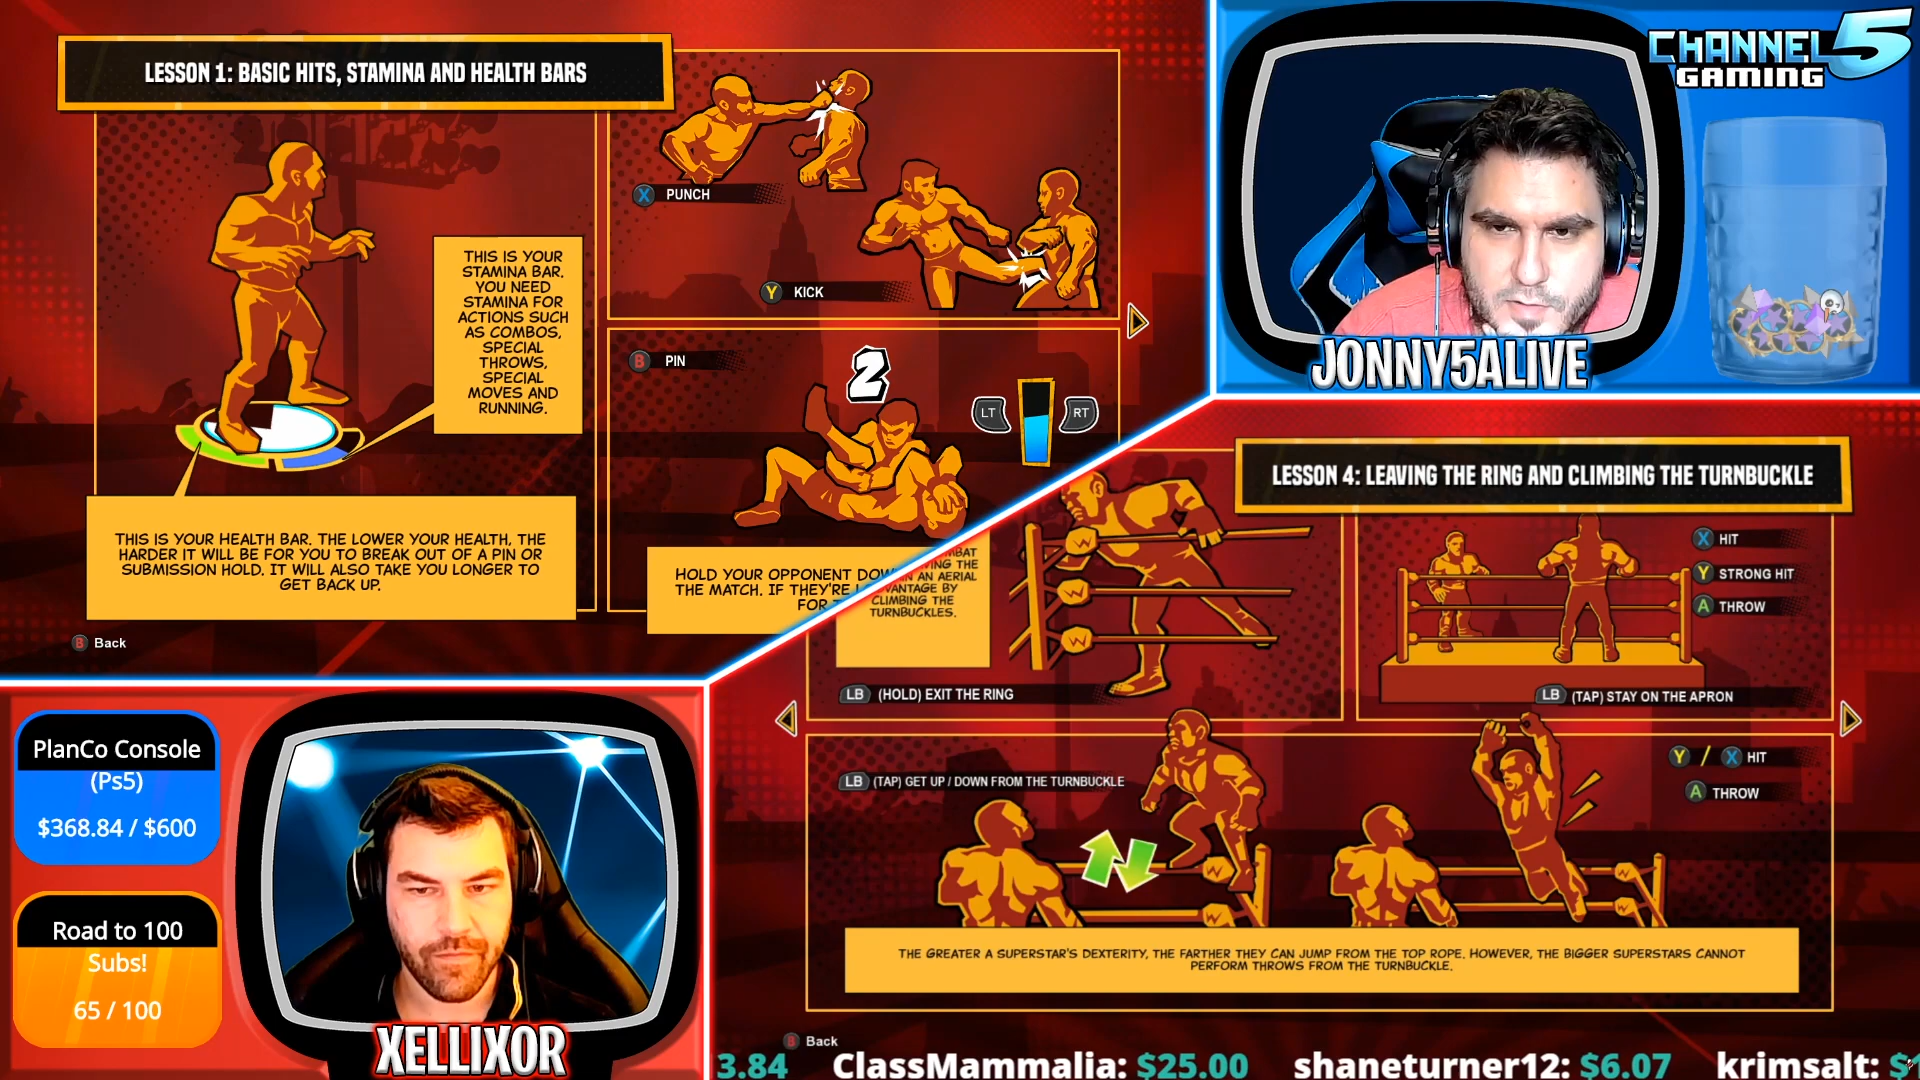 LESSON 1: BASIC HITS, STAMINA AND HEALTH BARS
THIS IS YOUR
STAMINA BAR.
YOU NEED
STAMINA FOR
ACTIONS SUCH
AS COMBOS,
SPECIAL
THROWS,
SPECIAL
MOVES AND
RUNNING.
THIS IS YOUR HEALTH BAR. THE LOWER YOUR HEALTH, THE
HARDER IT WILL BE FOR YOU TO BREAK OUT OF A PIN OR
SUBMISSION HOLD. IT WILL ALSO TAKE YOU LONGER TO
GET BACK UP.
X PUNCH
Y KICK
B PIN
2
LT RT
HOLD YOUR OPPONENT
THE MATCH. IF THEY'RE
FOR
B Back
CHANNEL 5
GAMING
JONNY5ALIVE
LESSON 4: LEAVING THE RING AND CLIMBING THE TURNBUCKLE
THE
AN AERIAL
BY
CLIMBING THE
TURNBUCKLES.
LB (HOLD) EXIT THE RING
X HIT
Y STRONG HIT
A THROW
LB (TAP) STAY ON THE APRON
LB (TAP) GET UP / DOWN FROM THE TURNBUCKLE
Y / X HIT
A THROW
THE GREATER A SUPERSTAR'S DEXTERITY, THE FARTHER THEY CAN JUMP FROM THE TOP ROPE. HOWEVER, THE BIGGER SUPERSTARS CANNOT
PERFORM THROWS FROM THE TURNBUCKLE.
B Back
PlanCo Console
(Ps5)
$368.84 / $600
Road to 100
Subs!
65 / 100
XELLIXOR
3.84 ClassMammalia: $25.00 shaneturner12: $6.07 krimsalt: